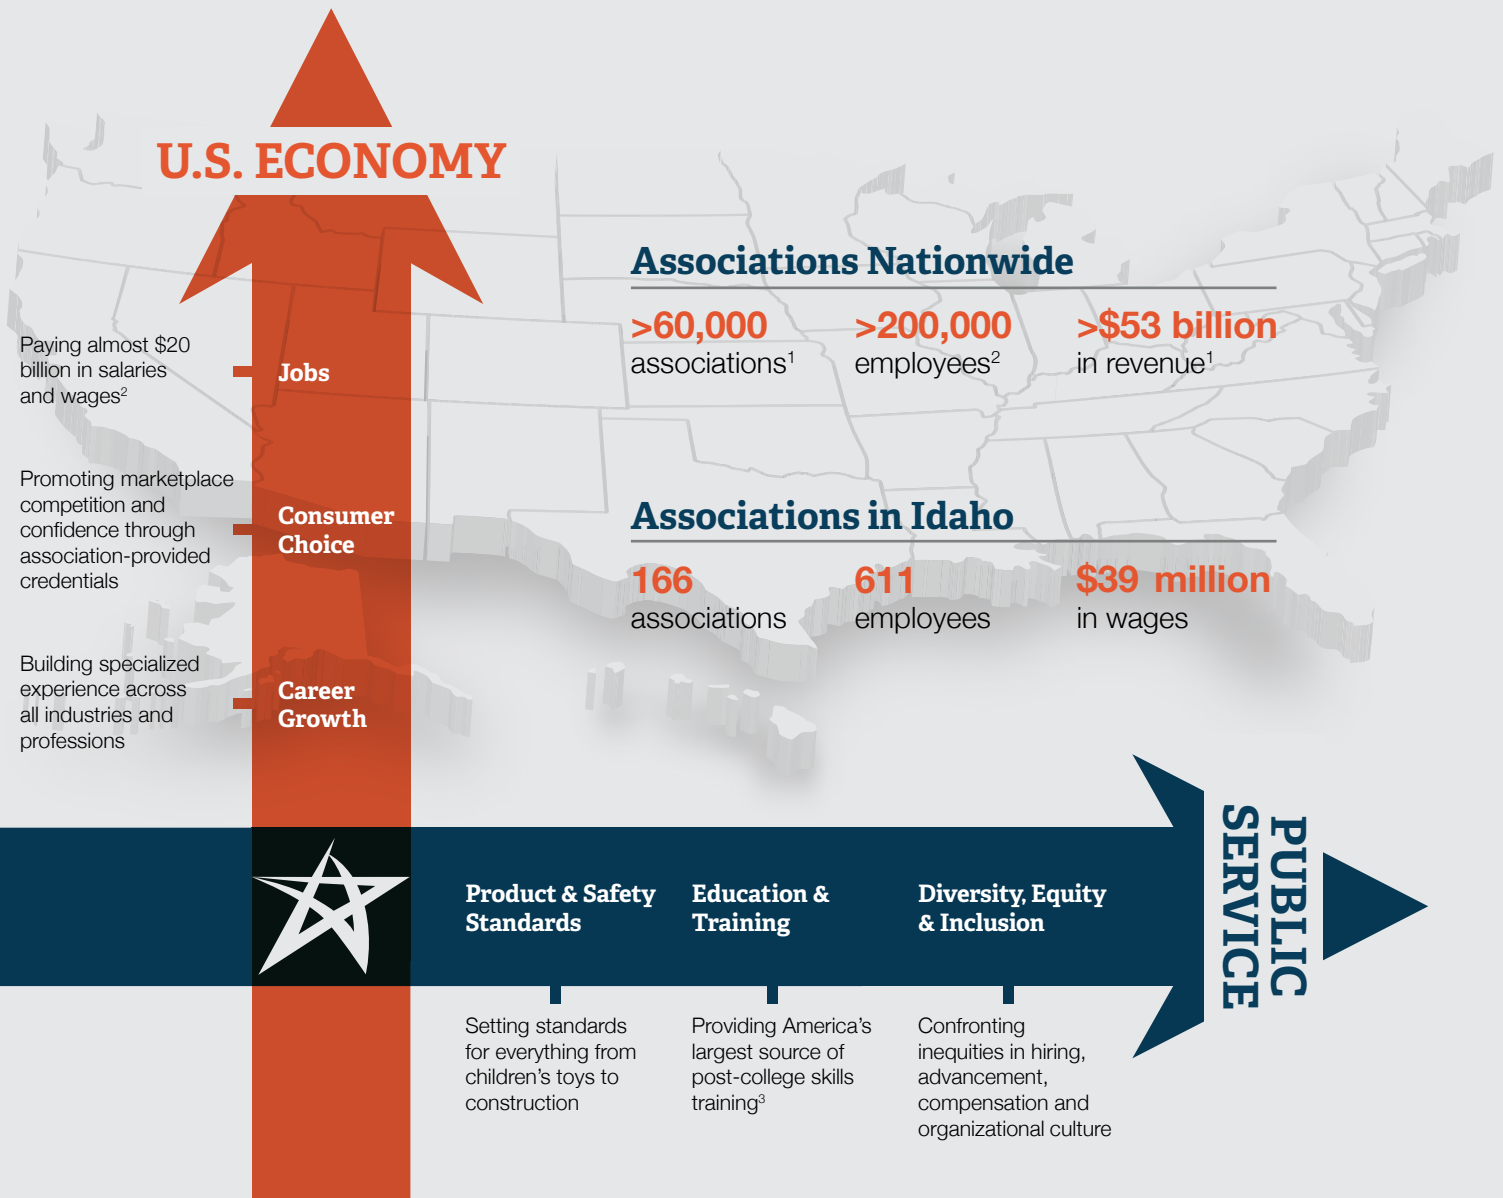 U.S. ECONOMY
Paying almost $20
billion in salaries
and wages²
Jobs
Promoting marketplace
competition and
confidence through
association-provided
credentials
Consumer
Choice
Building specialized
experience across
all industries and
professions
Career
Growth
Associations Nationwide
>60,000
associations¹
>200,000
employees²
>$53 billion
in revenue¹
Associations in Idaho
166
associations
611
employees
$39 million
in wages
Product & Safety
Standards
Education &
Training
Diversity, Equity
& Inclusion
PUBLIC
SERVICE
Setting standards
for everything from
children’s toys to
construction
Providing America’s
largest source of
post-college skills
training³
Confronting
inequities in hiring,
advancement,
compensation and
organizational culture